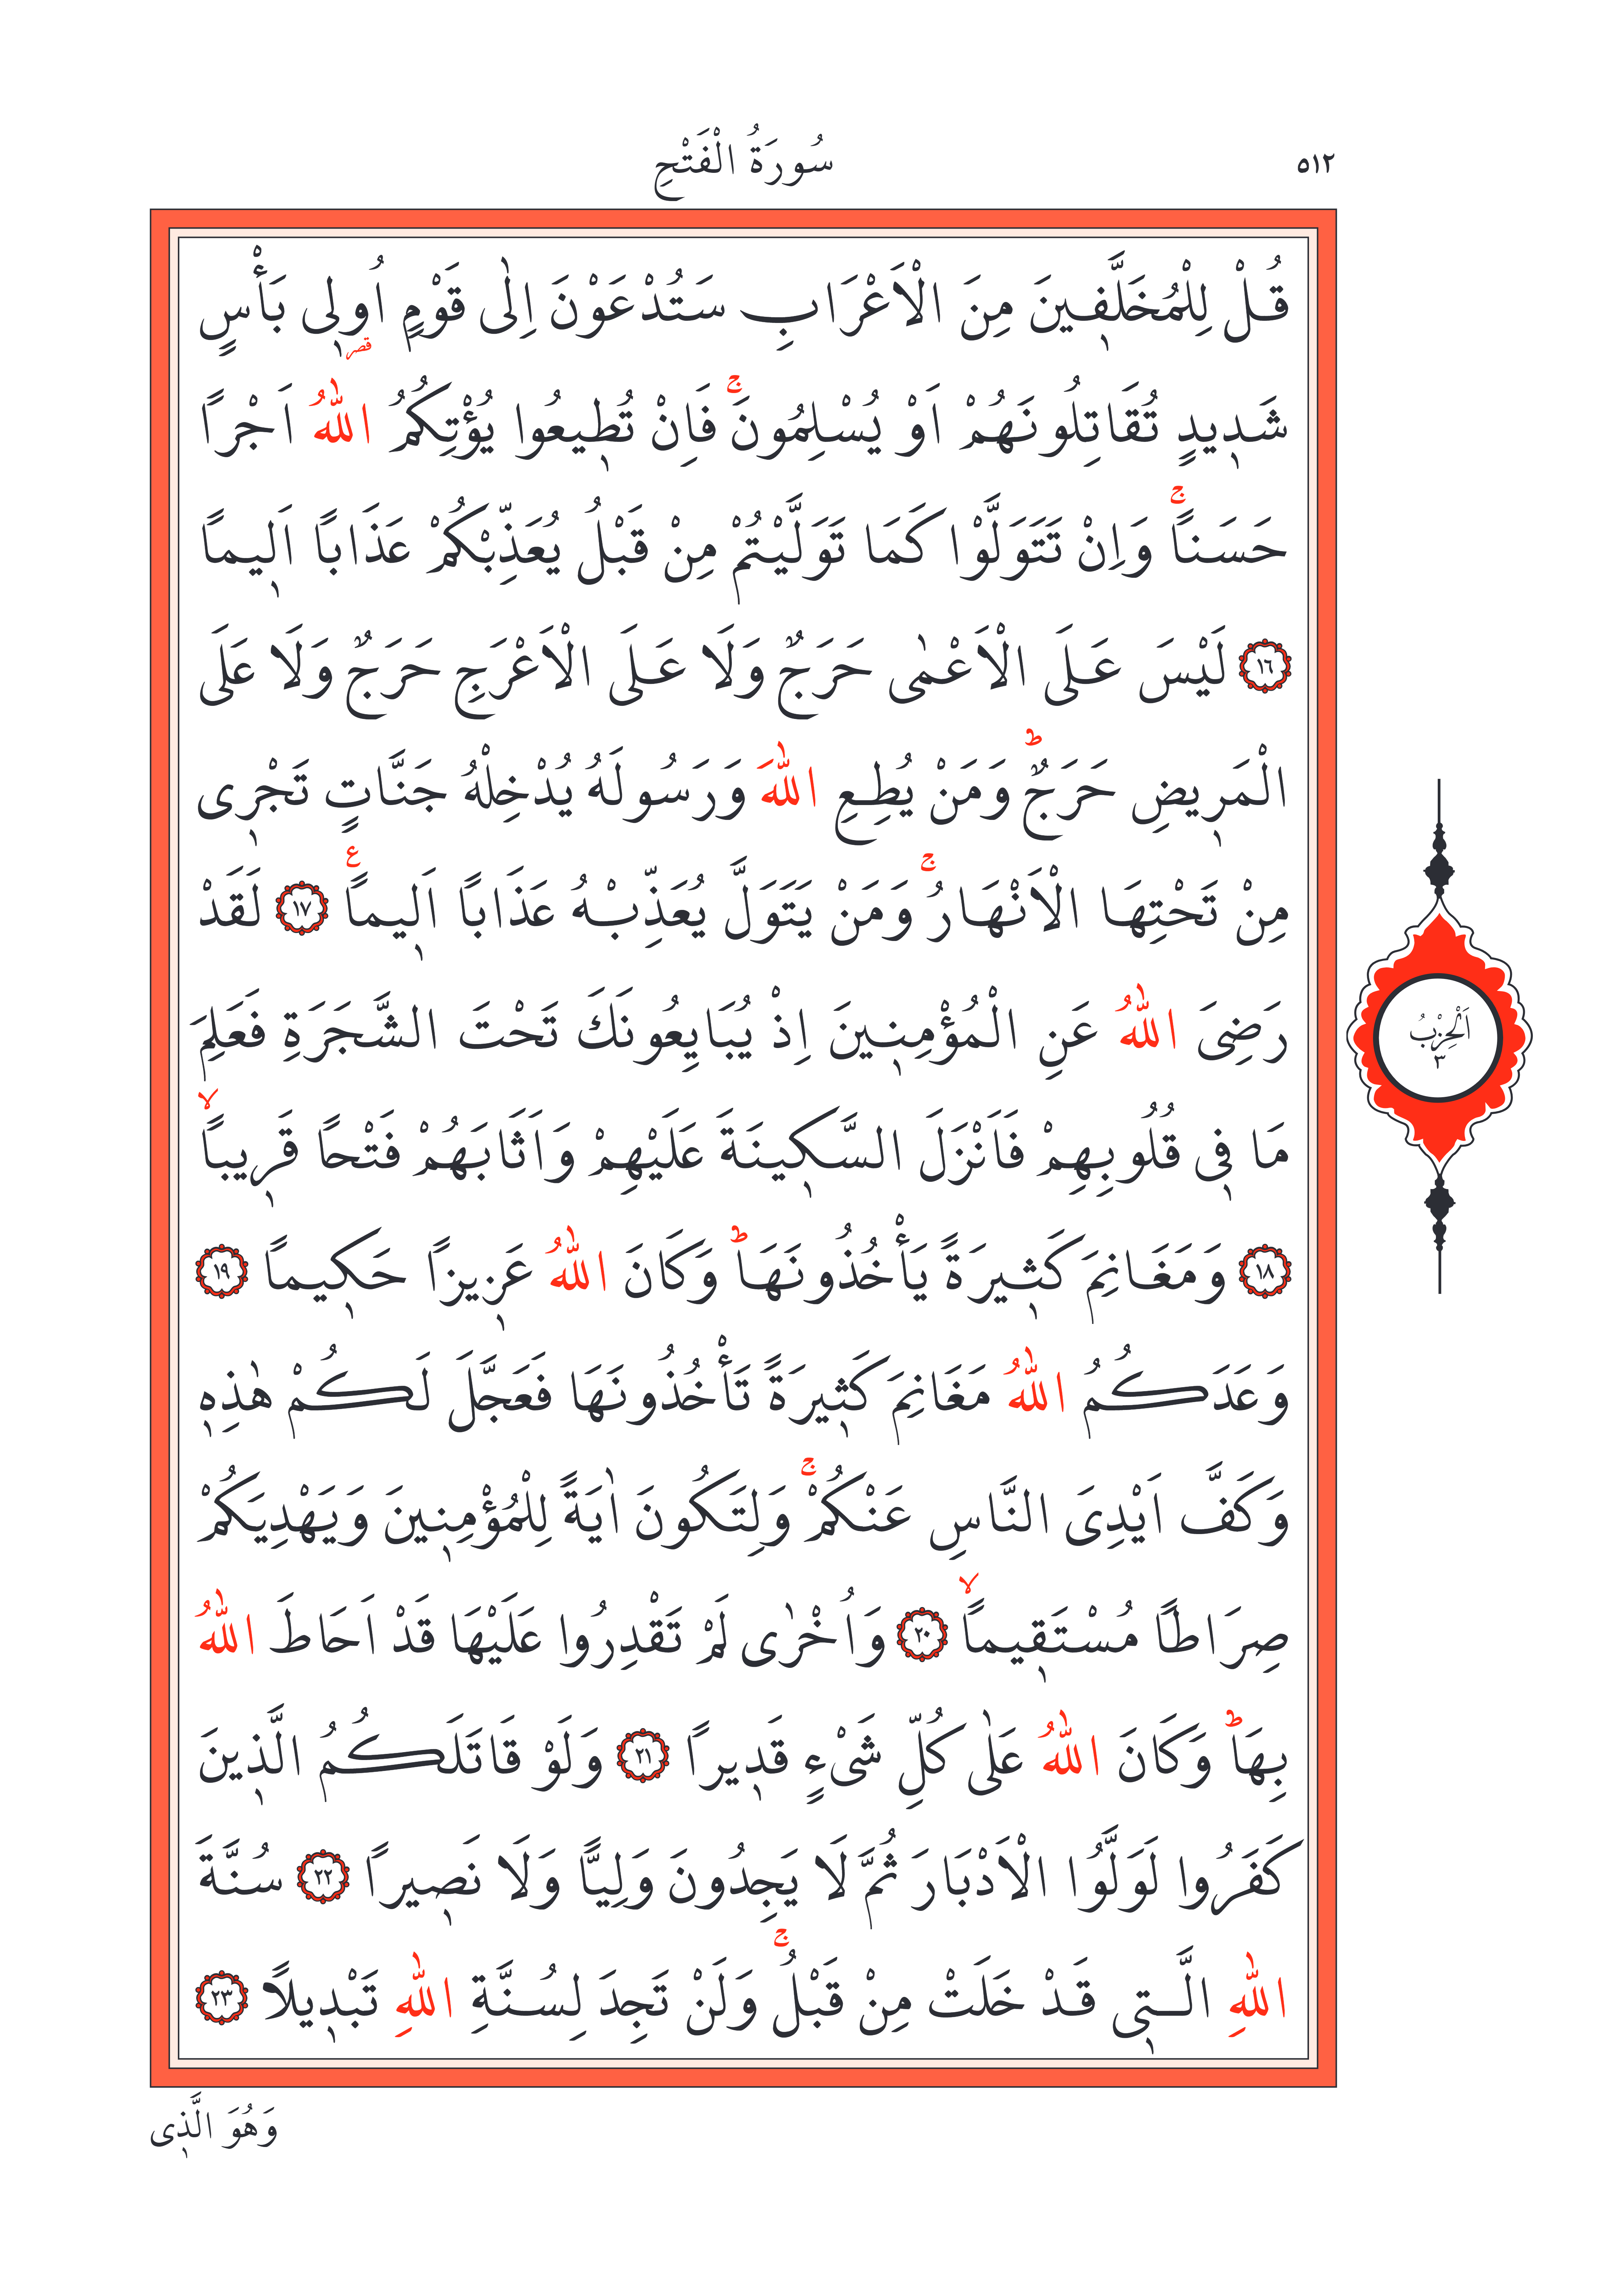 ٥١٢
سُورَةُ الْفَتْحِ
قُلْ لِلْمُخَلَّفٖينَ مِنَ الْاَعْرَابِ سَتُدْعَوْنَ اِلٰى قَوْمٍ اُولٖى بَأْسٍ
قصر
شَدٖيدٍ تُقَاتِلُونَهُمْ اَوْ يُسْلِمُونَۚ فَاِنْ تُطٖيعُوا يُؤْتِكُمُ اللّٰهُ اَجْرًا
حَسَنًاۚ وَاِنْ تَتَوَلَّوْا كَمَا تَوَلَّيْتُمْ مِنْ قَبْلُ يُعَذِّبْكُمْ عَذَابًا اَلٖيمًا
﴿١٦﴾ لَيْسَ عَلَى الْاَعْمٰى حَرَجٌ وَلَا عَلَى الْاَعْرَجِ حَرَجٌ وَلَا عَلَى
الْمَرٖيضِ حَرَجٌؕ وَمَنْ يُطِعِ اللّٰهَ وَرَسُولَهُ يُدْخِلْهُ جَنَّاتٍ تَجْرٖى
مِنْ تَحْتِهَا الْاَنْهَارُۚ وَمَنْ يَتَوَلَّ يُعَذِّبْهُ عَذَابًا اَلٖيمًا ع ﴿١٧﴾ لَقَدْ
رَضِىَ اللّٰهُ عَنِ الْمُؤْمِنٖينَ اِذْ يُبَايِعُونَكَ تَحْتَ الشَّجَرَةِ فَعَلِمَ
مَا فٖى قُلُوبِهِمْ فَاَنْزَلَ السَّكٖينَةَ عَلَيْهِمْ وَاَثَابَهُمْ فَتْحًا قَرٖيبًاۙ
﴿١٨﴾ وَمَغَانِمَ كَثٖيرَةً يَأْخُذُونَهَاؕ وَكَانَ اللّٰهُ عَزٖيزًا حَكٖيمًا ﴿١٩﴾
وَعَدَكُمُ اللّٰهُ مَغَانِمَ كَثٖيرَةً تَأْخُذُونَهَا فَعَجَّلَ لَكُمْ هٰذِهٖ
وَكَفَّ اَيْدِىَ النَّاسِ عَنْكُمْۚ وَلِتَكُونَ اٰيَةً لِلْمُؤْمِنٖينَ وَيَهْدِيَكُمْ
صِرَاطًا مُسْتَقٖيمًاۙ ﴿٢٠﴾ وَاُخْرٰى لَمْ تَقْدِرُوا عَلَيْهَا قَدْ اَحَاطَ اللّٰهُ
بِهَاؕ وَكَانَ اللّٰهُ عَلٰى كُلِّ شَىْءٍ قَدٖيرًا ﴿٢١﴾ وَلَوْ قَاتَلَكُمُ الَّذٖينَ
كَفَرُوا لَوَلَّوُا الْاَدْبَارَ ثُمَّ لَا يَجِدُونَ وَلِيًّا وَلَا نَصٖيرًا ﴿٢٢﴾ سُنَّةَ
اللّٰهِ الَّتٖى قَدْ خَلَتْ مِنْ قَبْلُۚ وَلَنْ تَجِدَ لِسُنَّةِ اللّٰهِ تَبْدٖيلًا ﴿٢٣﴾
اَلْحِزْبُ
٣
وَهُوَ الَّذٖى